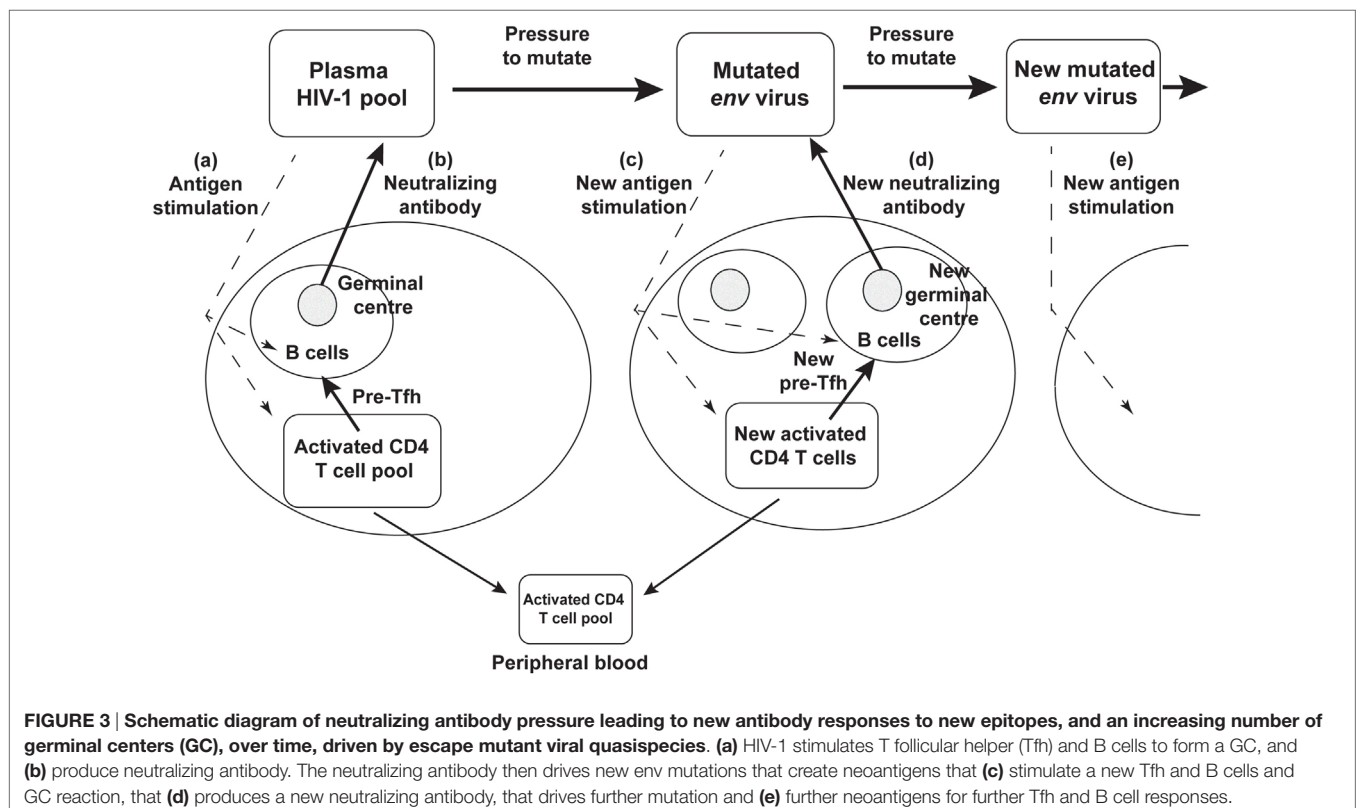 Pressure
to mutate
Pressure
to mutate
Plasma
HIV-1 pool
Mutated
env virus
New mutated
env virus
(a)
Antigen
stimulation
(b)
Neutralizing
antibody
(c)
New antigen
stimulation
(d)
New neutralizing
antibody
(e)
New antigen
stimulation
Germinal
centre
B cells
Pre-Tfh
Activated CD4
T cell pool
New
germinal
centre
B cells
New
pre-Tfh
New activated
CD4 T cells
Activated CD4
T cell pool
Peripheral blood
FIGURE 3 | Schematic diagram of neutralizing antibody pressure leading to new antibody responses to new epitopes, and an increasing number of
germinal centers (GC), over time, driven by escape mutant viral quasispecies. (a) HIV-1 stimulates T follicular helper (Tfh) and B cells to form a GC, and
(b) produce neutralizing antibody. The neutralizing antibody then drives new env mutations that create neoantigens that (c) stimulate a new Tfh and B cells and
GC reaction, that (d) produces a new neutralizing antibody, that drives further mutation and (e) further neoantigens for further Tfh and B cell responses.